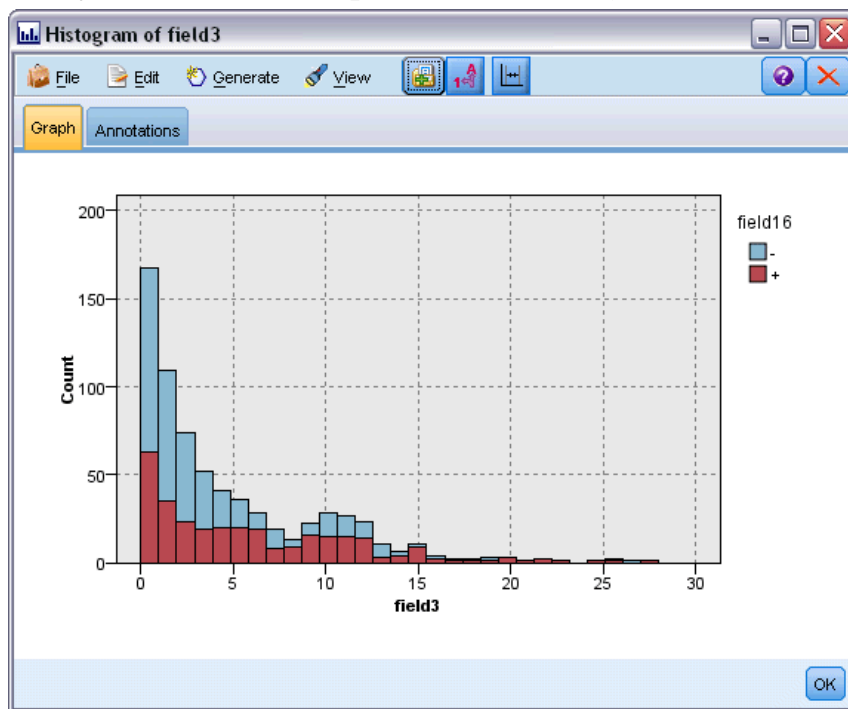 Histogram of field3
File Edit Generate View
Graph Annotations
200
150
100
50
0
Count
0 5 10 15 20 25 30
field3
field16
-
+
OK